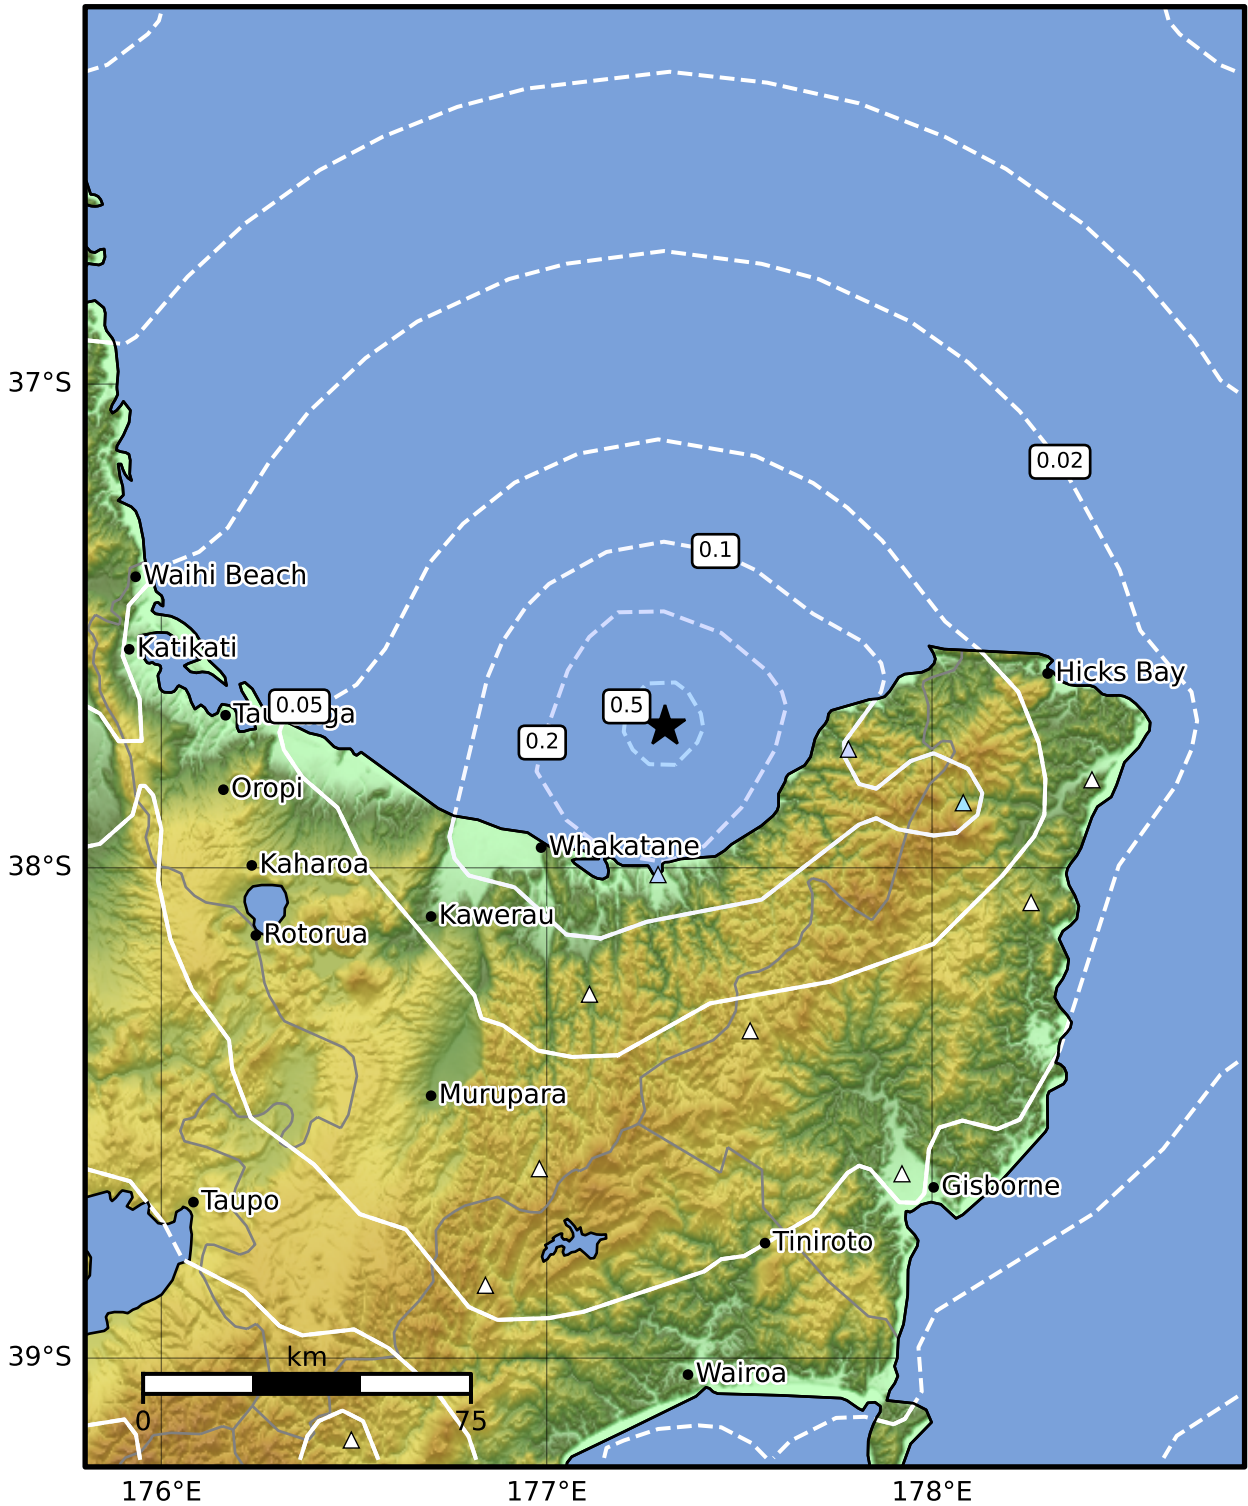 37°S
0.02
0.1
Waihi Beach
Katikati
Hicks Bay
0.05
0.5
0.2
Oropi
Whakatane
38°S
Kaharoa
Kawerau
Rotorua
Murupara
Gisborne
Taupo
Tiniroto
39°S
km
Wairoa
0
75
176°E
177°E
178°E